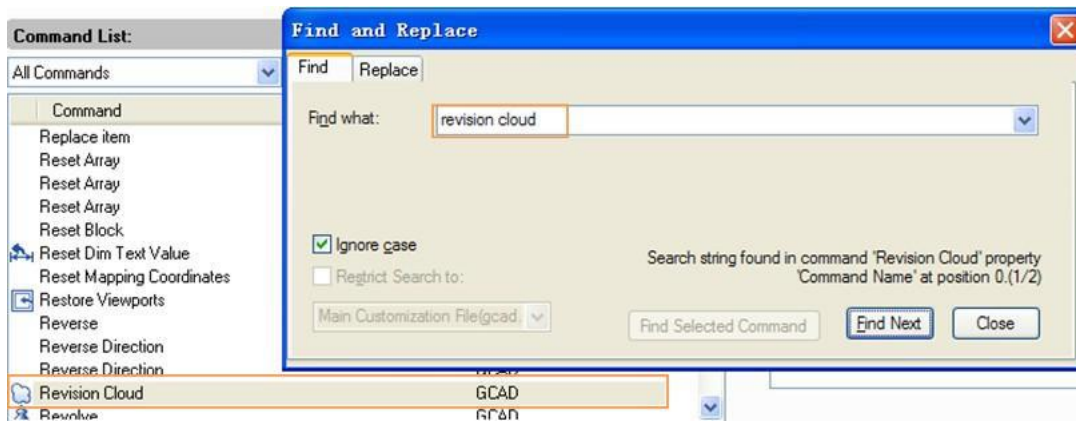 Command List:
All Commands
Command
Replace item
Reset Array
Reset Array
Reset Array
Reset Block
Reset Dim Text Value
Reset Mapping Coordinates
Restore Viewports
Reverse
Reverse Direction
Reverse Direction GCAD
Revision Cloud GCAD
Revolve GCAD
Find and Replace
Find Replace
Find what: revision cloud
Ignore case
Restrict Search to:
Main Customization File(gcad.
Search string found in command 'Revision Cloud' property
'Command Name' at position 0.(1/2)
Find Selected Command Find Next Close